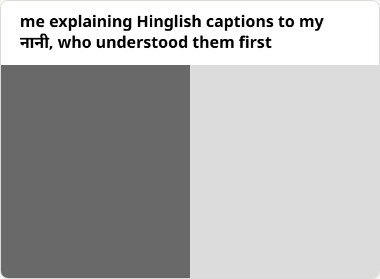 me explaining Hinglish captions to my
नानी, who understood them first